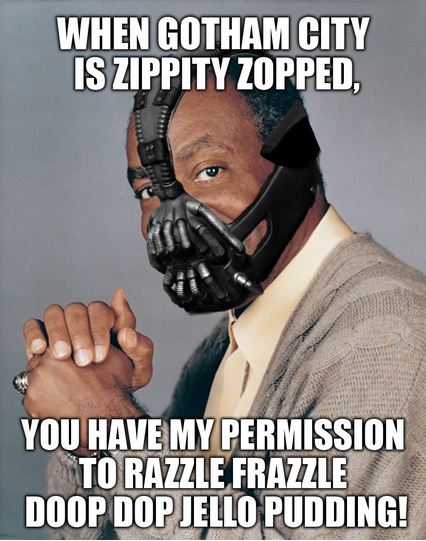 WHEN GOTHAM CITY
IS ZIPPITY ZOPPED,
YOU HAVE MY PERMISSION
TO RAZZLE FRAZZLE
DOOP DOP JELLO PUDDING!